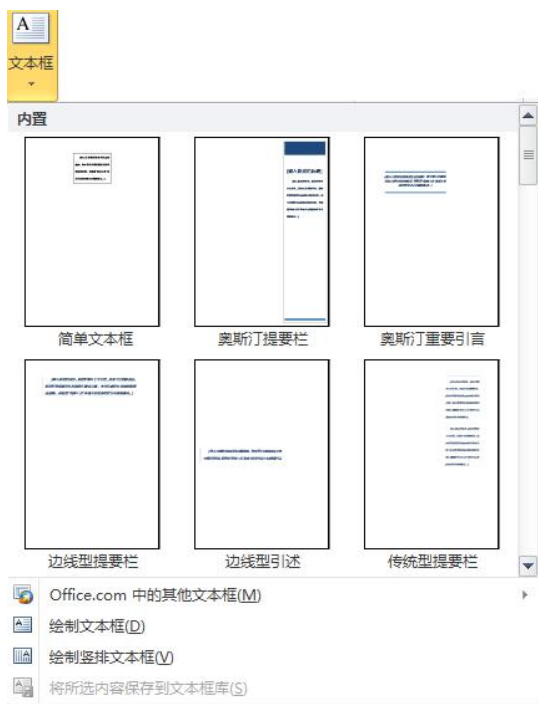 A
文本框
内置
简单文本框
奥斯汀提要栏
奥斯汀重要引言
边线型提要栏
边线型引述
传统型提要栏
Office.com 中的其他文本框(M)
绘制文本框(D)
绘制竖排文本框(V)
将所选内容保存到文本框库(S)